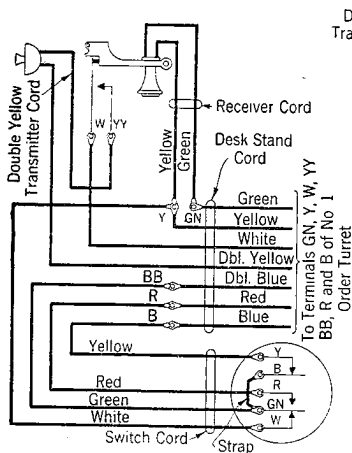 D
Tra
Double Yellow
Transmitter Cord
W YY
Receiver Cord
Yellow
Green
Desk Stand
Cord
Y GN
Green
Yellow
White
Dbl. Yellow
BB Dbl. Blue
R Red
B Blue
To Terminals GN, Y, W, YY
BB, R and B of No 1
Order Turret
Yellow
Red
Green
White
Y
B
R
GN
W
Switch Cord
Strap